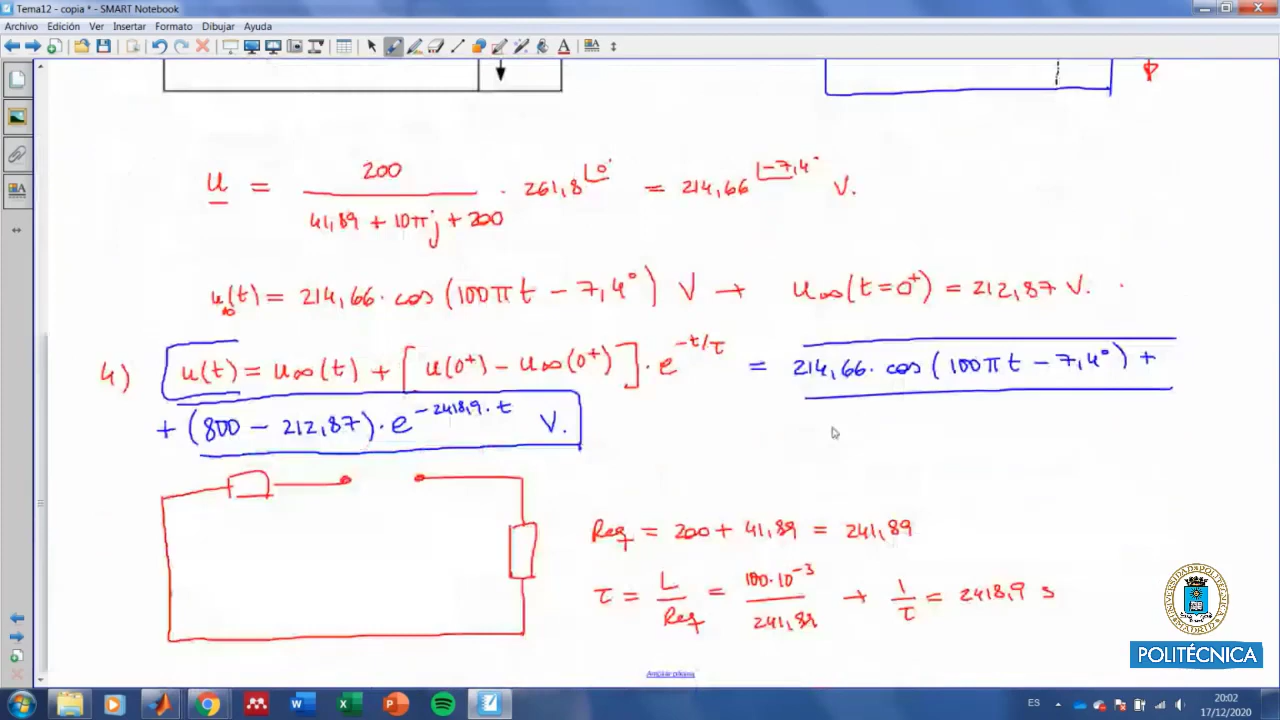 Tema12 - copia * - SMART Notebook
Archivo Edición Ver Insertar Formato Dibujar Ayuda
u = 200 / (41,89 + 10πj + 200) · 261,8 ∠0° = 214,66 ∠-7,4° V.
u∞(t) = 214,66 · cos(100πt - 7,4°) V → u∞(t=0⁺) = 212,87 V.
4) u(t) = u∞(t) + [u(0⁺) - u∞(0⁺)] · e^(-t/τ) = 214,66 · cos(100πt - 7,4°) +
+ (800 - 212,87) · e^(-2418,9·t) V.
Req = 200 + 41,89 = 241,89
τ = L/Req = 100·10⁻³/241,89 → 1/τ = 2418,9 s
Ampliar página
POLITÉCNICA
ES
20:02
17/12/2020